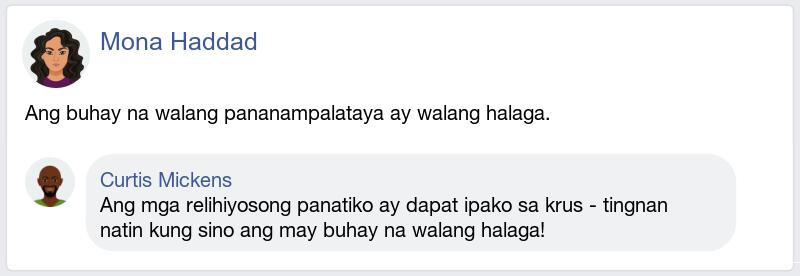 Mona Haddad
Ang buhay na walang pananampalataya ay walang halaga.
Curtis Mickens
Ang mga relihiyosong panatiko ay dapat ipako sa krus - tingnan
natin kung sino ang may buhay na walang halaga!